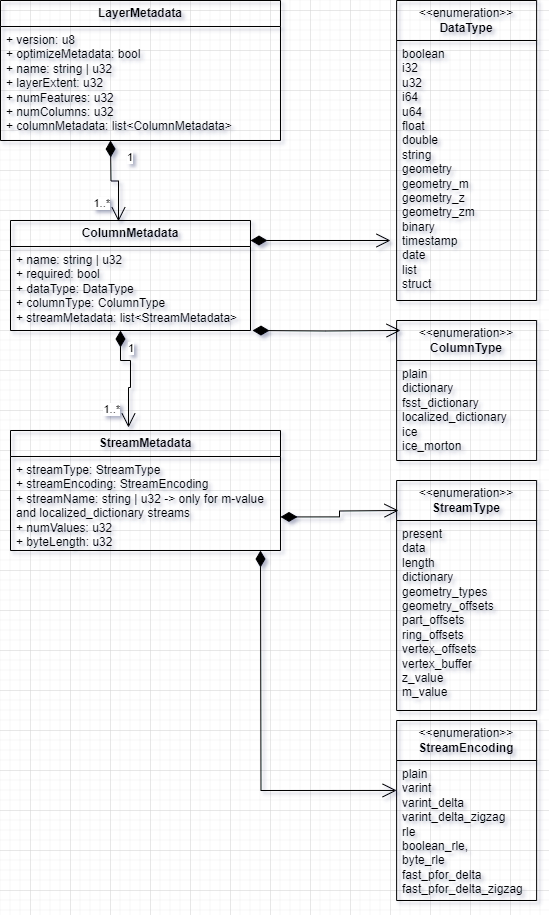 LayerMetadata
+ version: u8
+ optimizeMetadata: bool
+ name: string | u32
+ layerExtent: u32
+ numFeatures: u32
+ numColumns: u32
+ columnMetadata: list<ColumnMetadata>
1
1..*
ColumnMetadata
+ name: string | u32
+ required: bool
+ dataType: DataType
+ columnType: ColumnType
+ streamMetadata: list<StreamMetadata>
1
1..*
StreamMetadata
+ streamType: StreamType
+ streamEncoding: StreamEncoding
+ streamName: string | u32 -> only for m-value
and localized_dictionary streams
+ numValues: u32
+ byteLength: u32
<<enumeration>>
DataType
boolean
i32
u32
i64
u64
float
double
string
geometry
geometry_m
geometry_z
geometry_zm
binary
timestamp
date
list
struct
<<enumeration>>
ColumnType
plain
dictionary
fsst_dictionary
localized_dictionary
ice
ice_morton
<<enumeration>>
StreamType
present
data
length
dictionary
geometry_types
geometry_offsets
part_offsets
ring_offsets
vertex_offsets
vertex_buffer
z_value
m_value
<<enumeration>>
StreamEncoding
plain
varint
varint_delta
varint_delta_zigzag
rle
boolean_rle,
byte_rle
fast_pfor_delta
fast_pfor_delta_zigzag